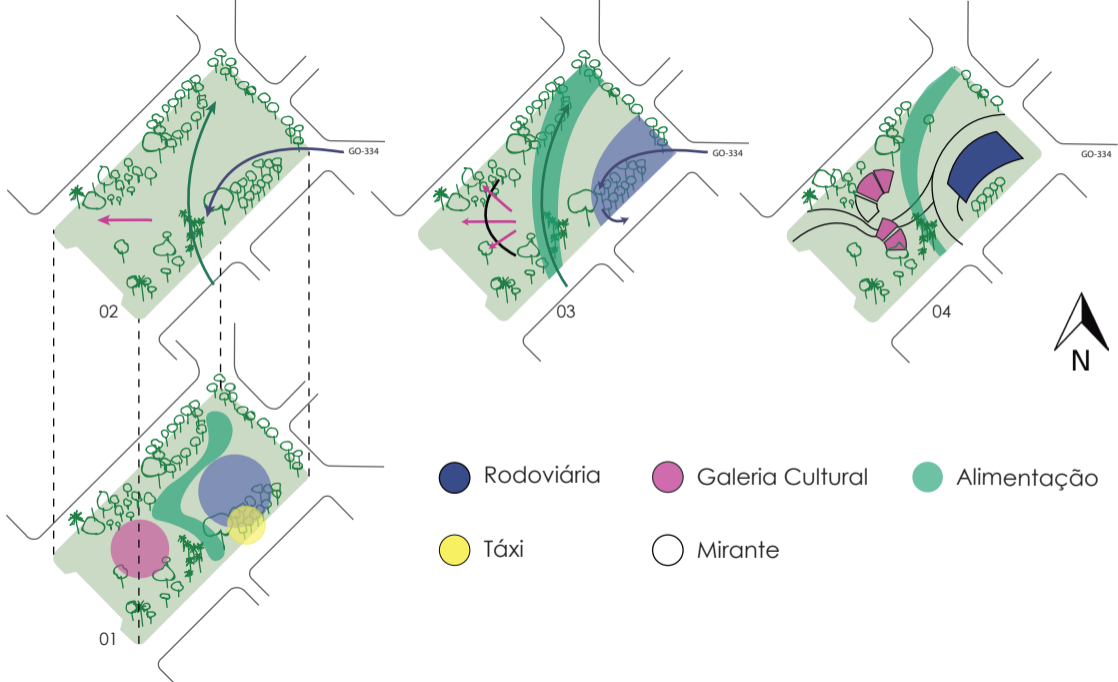 GO-334
GO-334
GO-334
02
03
04
N
Rodoviária
Galeria Cultural
Alimentação
Táxi
Mirante
01